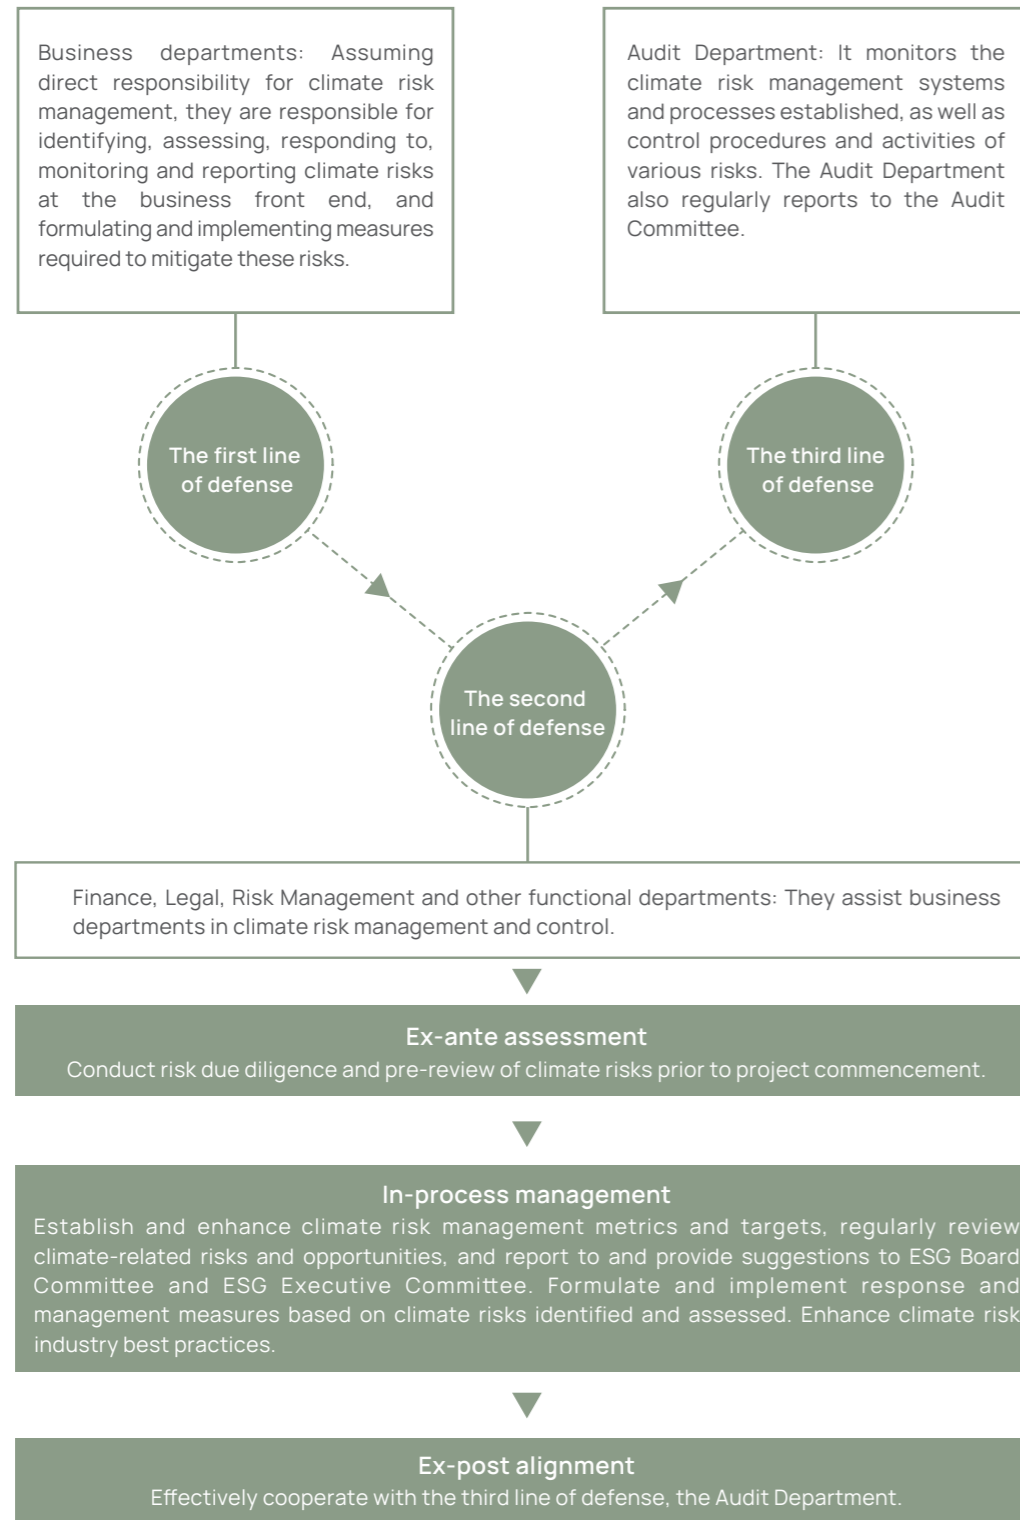 Business departments: Assuming
direct responsibility for climate risk
management, they are responsible for
identifying, assessing, responding to,
monitoring and reporting climate risks
at the business front end, and
formulating and implementing measures
required to mitigate these risks.
Audit Department: It monitors the
climate risk management systems
and processes established, as well as
control procedures and activities of
various risks. The Audit Department
also regularly reports to the Audit
Committee.
The first line
of defense
The third line
of defense
The second
line of defense
Finance, Legal, Risk Management and other functional departments: They assist business
departments in climate risk management and control.
Ex-ante assessment
Conduct risk due diligence and pre-review of climate risks prior to project commencement.
In-process management
Establish and enhance climate risk management metrics and targets, regularly review
climate-related risks and opportunities, and report to and provide suggestions to ESG Board
Committee and ESG Executive Committee. Formulate and implement response and
management measures based on climate risks identified and assessed. Enhance climate risk
industry best practices.
Ex-post alignment
Effectively cooperate with the third line of defense, the Audit Department.